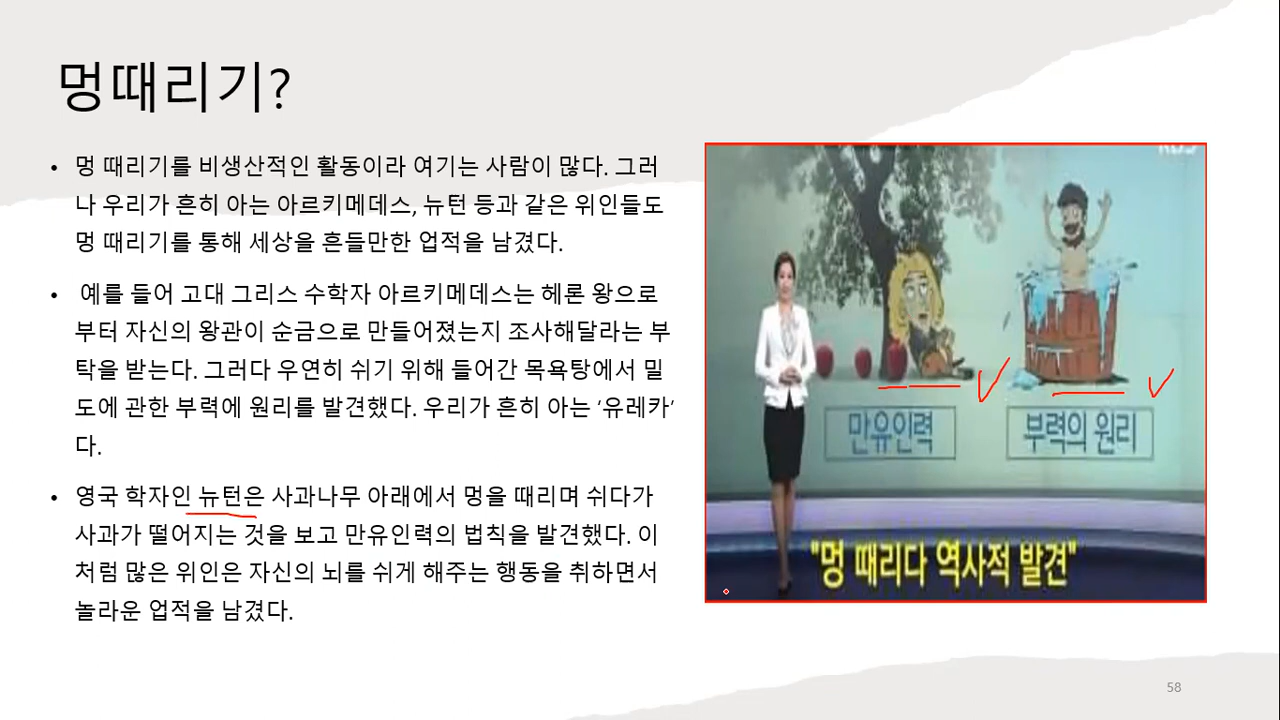 멍때리기?
• 멍 때리기를 비생산적인 활동이라 여기는 사람이 많다. 그러
나 우리가 흔히 아는 아르키메데스, 뉴턴 등과 같은 위인들도
멍 때리기를 통해 세상을 흔들만한 업적을 남겼다.
• 예를 들어 고대 그리스 수학자 아르키메데스는 헤론 왕으로
부터 자신의 왕관이 순금으로 만들어졌는지 조사해달라는 부
탁을 받는다. 그러다 우연히 쉬기 위해 들어간 목욕탕에서 밀
도에 관한 부력에 원리를 발견했다. 우리가 흔히 아는 ‘유레카’
다.
• 영국 학자인 뉴턴은 사과나무 아래에서 멍을 때리며 쉬다가
사과가 떨어지는 것을 보고 만유인력의 법칙을 발견했다. 이
처럼 많은 위인은 자신의 뇌를 쉬게 해주는 행동을 취하면서
놀라운 업적을 남겼다.
만유인력
부력의 원리
"멍 때리다 역사적 발견"
58